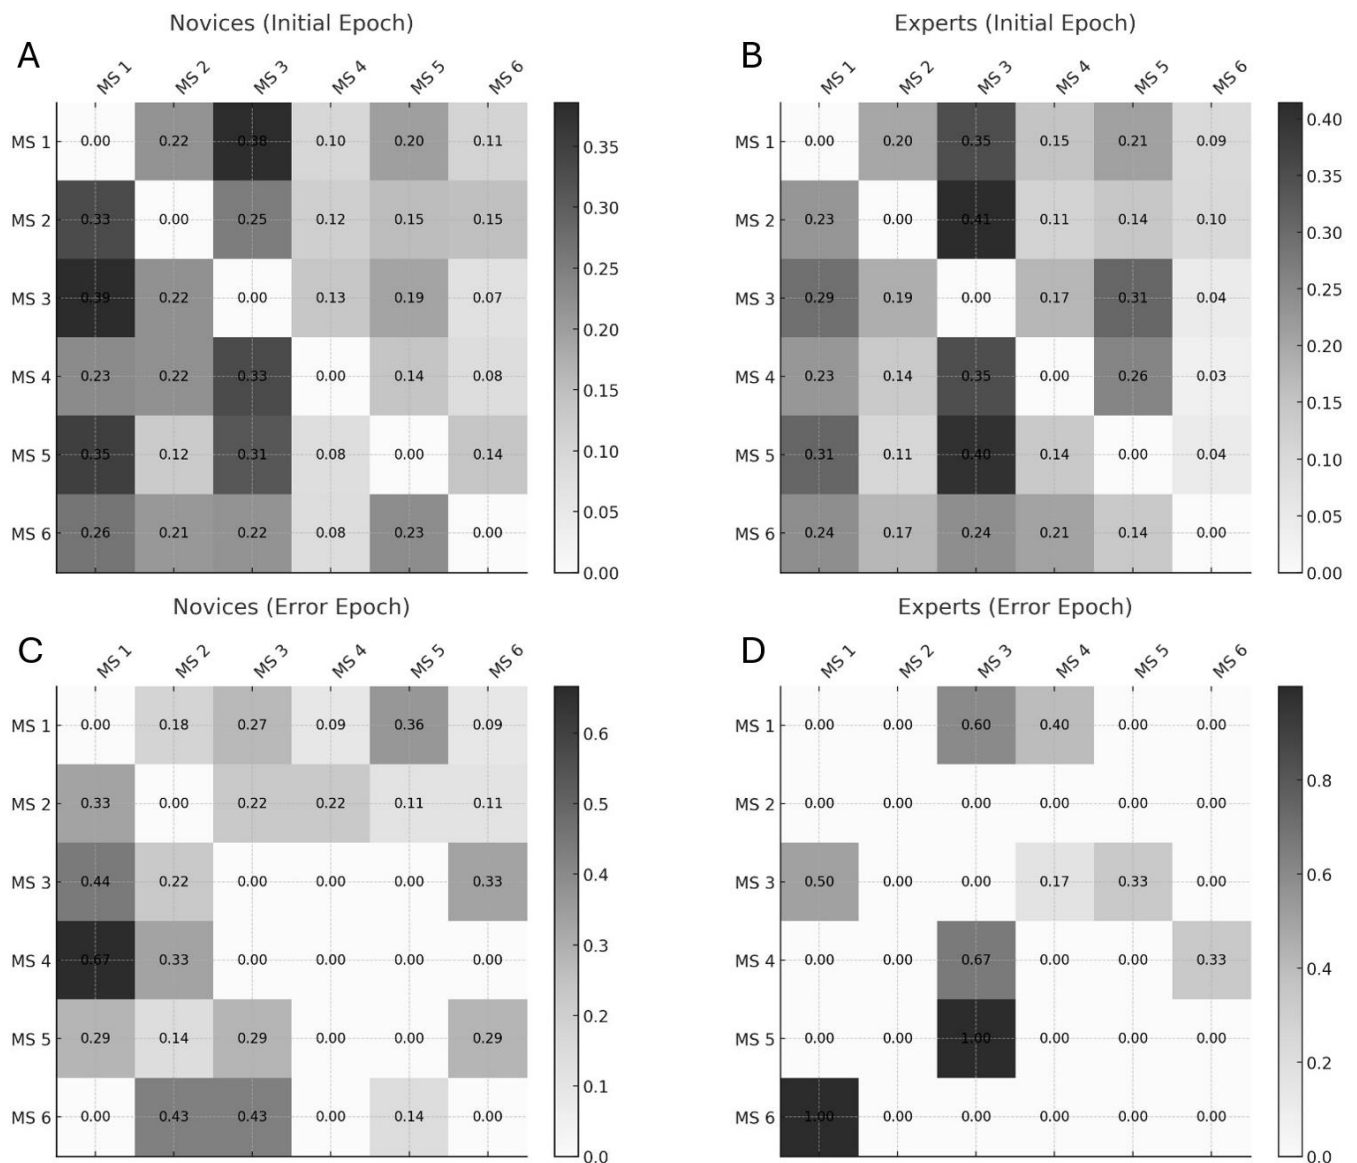 Novices (Initial Epoch)
A
MS 1 MS 2 MS 3 MS 4 MS 5 MS 6
MS 1 0.00 0.22 0.38 0.10 0.20 0.11
MS 2 0.33 0.00 0.25 0.12 0.15 0.15
MS 3 0.39 0.22 0.00 0.13 0.19 0.07
MS 4 0.23 0.22 0.33 0.00 0.14 0.08
MS 5 0.35 0.12 0.31 0.08 0.00 0.14
MS 6 0.26 0.21 0.22 0.08 0.23 0.00
0.35
0.30
0.25
0.20
0.15
0.10
0.05
0.00
Experts (Initial Epoch)
B
MS 1 MS 2 MS 3 MS 4 MS 5 MS 6
MS 1 0.00 0.20 0.35 0.15 0.21 0.09
MS 2 0.23 0.00 0.41 0.11 0.14 0.10
MS 3 0.29 0.19 0.00 0.17 0.31 0.04
MS 4 0.23 0.14 0.35 0.00 0.26 0.03
MS 5 0.31 0.11 0.40 0.14 0.00 0.04
MS 6 0.24 0.17 0.24 0.21 0.14 0.00
0.40
0.35
0.30
0.25
0.20
0.15
0.10
0.05
0.00
Novices (Error Epoch)
C
MS 1 MS 2 MS 3 MS 4 MS 5 MS 6
MS 1 0.00 0.18 0.27 0.09 0.36 0.09
MS 2 0.33 0.00 0.22 0.22 0.11 0.11
MS 3 0.44 0.22 0.00 0.00 0.00 0.33
MS 4 0.67 0.33 0.00 0.00 0.00 0.00
MS 5 0.29 0.14 0.29 0.00 0.00 0.29
MS 6 0.00 0.43 0.43 0.00 0.14 0.00
0.6
0.5
0.4
0.3
0.2
0.1
0.0
Experts (Error Epoch)
D
MS 1 MS 2 MS 3 MS 4 MS 5 MS 6
MS 1 0.00 0.00 0.60 0.40 0.00 0.00
MS 2 0.00 0.00 0.00 0.00 0.00 0.00
MS 3 0.50 0.00 0.00 0.17 0.33 0.00
MS 4 0.00 0.00 0.67 0.00 0.00 0.33
MS 5 0.00 0.00 1.00 0.00 0.00 0.00
MS 6 1.00 0.00 0.00 0.00 0.00 0.00
0.8
0.6
0.4
0.2
0.0